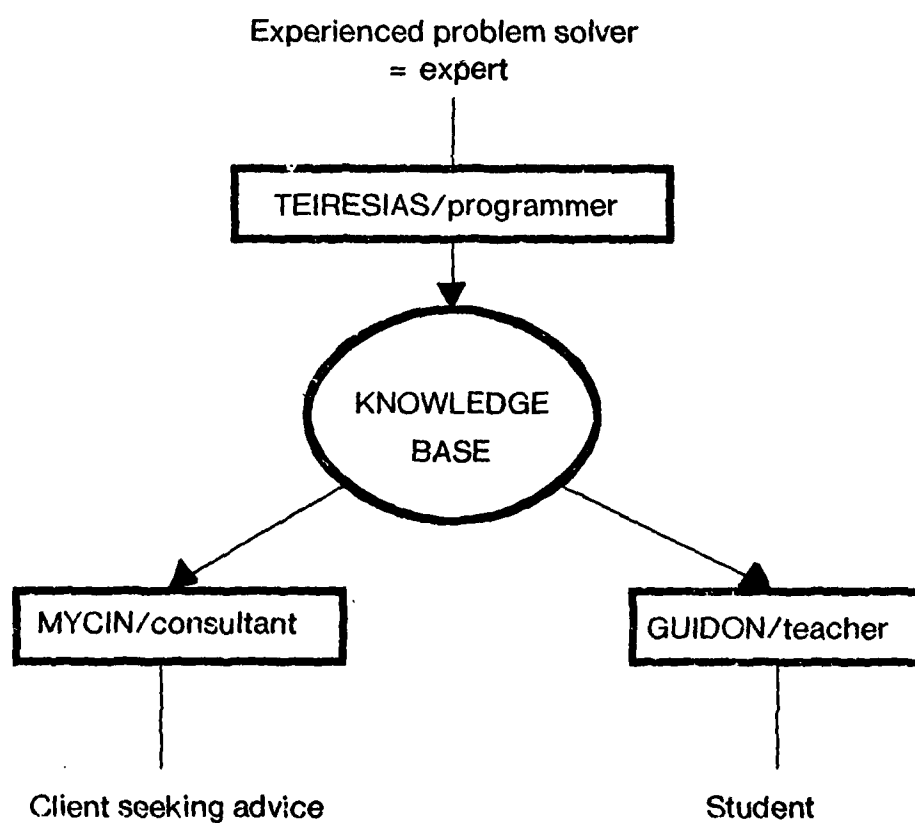 Experienced problem solver
= expert
TEIRESIAS/programmer
KNOWLEDGE
BASE
MYCIN/consultant
GUIDON/teacher
Client seeking advice
Student